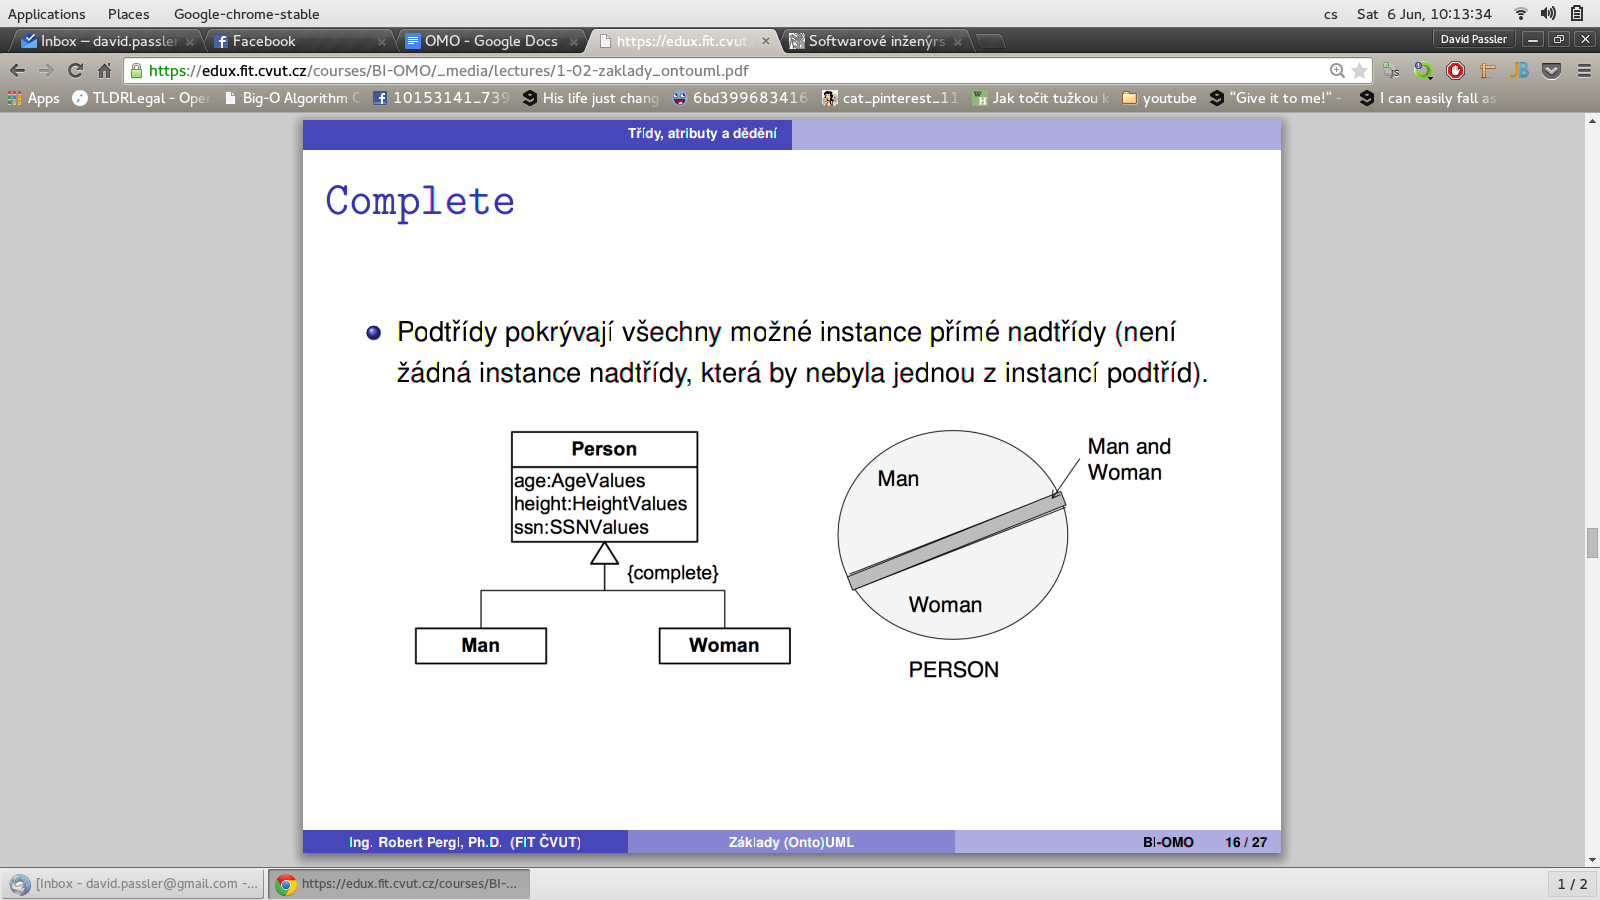 Applications Places Google-chrome-stable cs Sat 6 Jun, 10:13:34
Inbox – david.passler Facebook OMO - Google Docs https://edux.fit.cvut. Softwarové inženýrs David Passler
https://edux.fit.cvut.cz/courses/BI-OMO/_media/lectures/1-02-zaklady_ontouml.pdf
Apps TLDRLegal - Oper Big-O Algorithm C 10153141_739 His life just chang 6bd399683416 cat_pinterest_11 Jak točit tužkou k youtube "Give it to me!" - I can easily fall as
Třídy, atributy a dědění
Complete
Podtřídy pokrývají všechny možné instance přímé nadtřídy (není
žádná instance nadtřídy, která by nebyla jednou z instancí podtříd).
Person
age:AgeValues
height:HeightValues
ssn:SSNValues
{complete}
Man
Woman
Man
Man and
Woman
Woman
PERSON
Ing. Robert Pergl, Ph.D. (FIT ČVUT) Základy (Onto)UML BI-OMO 16 / 27
[Inbox - david.passler@gmail.com -... https://edux.fit.cvut.cz/courses/BI-... 1 / 2